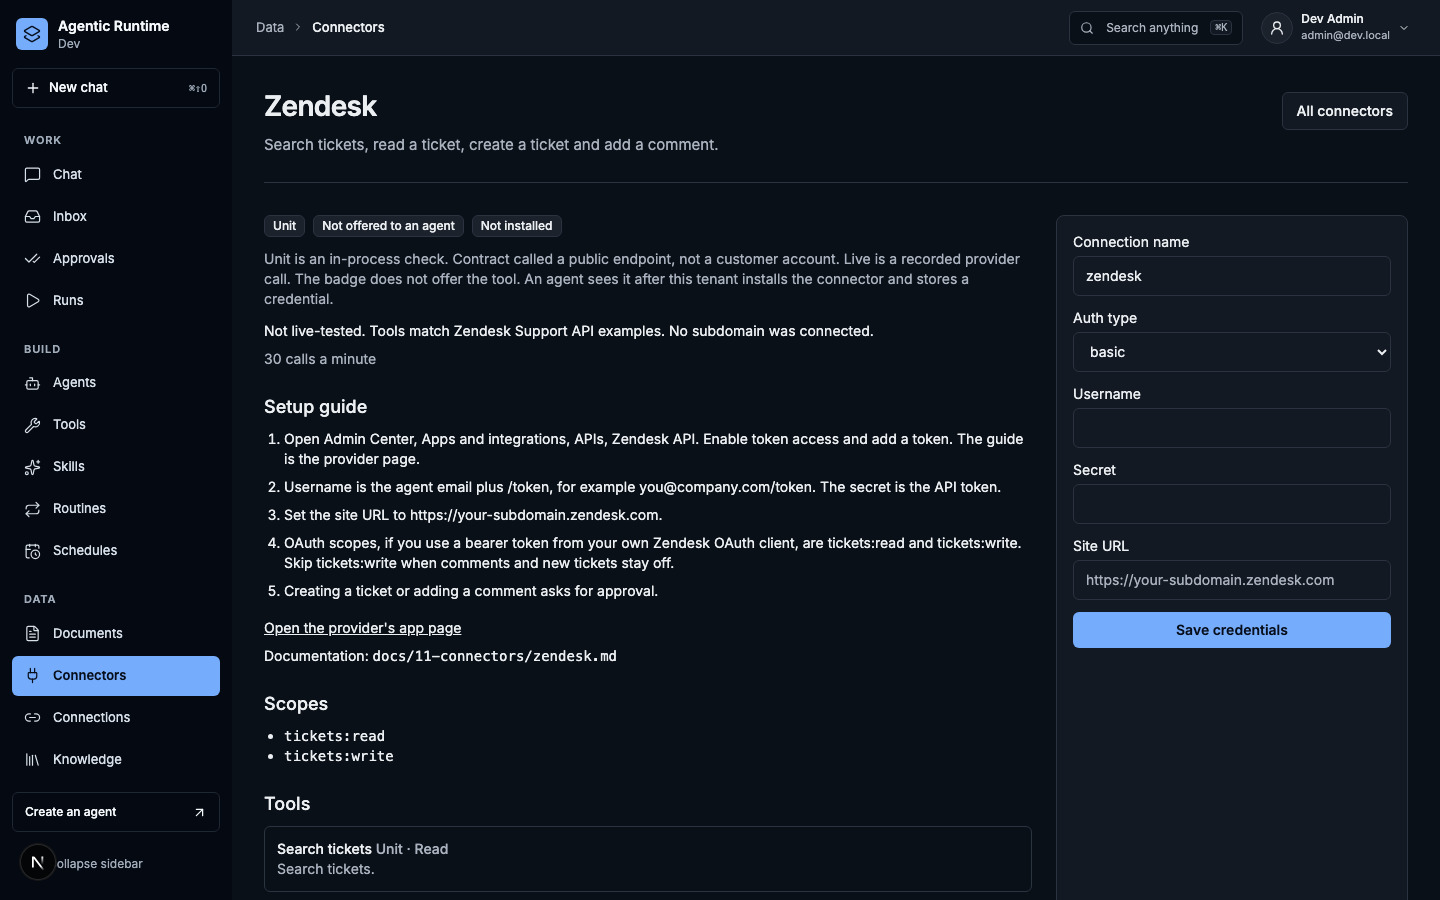 Agentic Runtime
Dev
New chat
⌘⇧O
WORK
Chat
Inbox
Approvals
Runs
BUILD
Agents
Tools
Skills
Routines
Schedules
DATA
Documents
Connectors
Connections
Knowledge
Create an agent
ollapse sidebar
Data > Connectors
Search anything ⌘K
Dev Admin
admin@dev.local
Zendesk
All connectors
Search tickets, read a ticket, create a ticket and add a comment.
Unit
Not offered to an agent
Not installed
Unit is an in-process check. Contract called a public endpoint, not a customer account. Live is a recorded provider
call. The badge does not offer the tool. An agent sees it after this tenant installs the connector and stores a
credential.
Not live-tested. Tools match Zendesk Support API examples. No subdomain was connected.
30 calls a minute
Setup guide
1. Open Admin Center, Apps and integrations, APIs, Zendesk API. Enable token access and add a token. The guide
is the provider page.
2. Username is the agent email plus /token, for example you@company.com/token. The secret is the API token.
3. Set the site URL to https://your-subdomain.zendesk.com.
4. OAuth scopes, if you use a bearer token from your own Zendesk OAuth client, are tickets:read and tickets:write.
Skip tickets:write when comments and new tickets stay off.
5. Creating a ticket or adding a comment asks for approval.
Open the provider's app page
Documentation: docs/11-connectors/zendesk.md
Scopes
• tickets:read
• tickets:write
Tools
Search tickets Unit · Read
Search tickets.
Connection name
zendesk
Auth type
basic
Username
Secret
Site URL
https://your-subdomain.zendesk.com
Save credentials